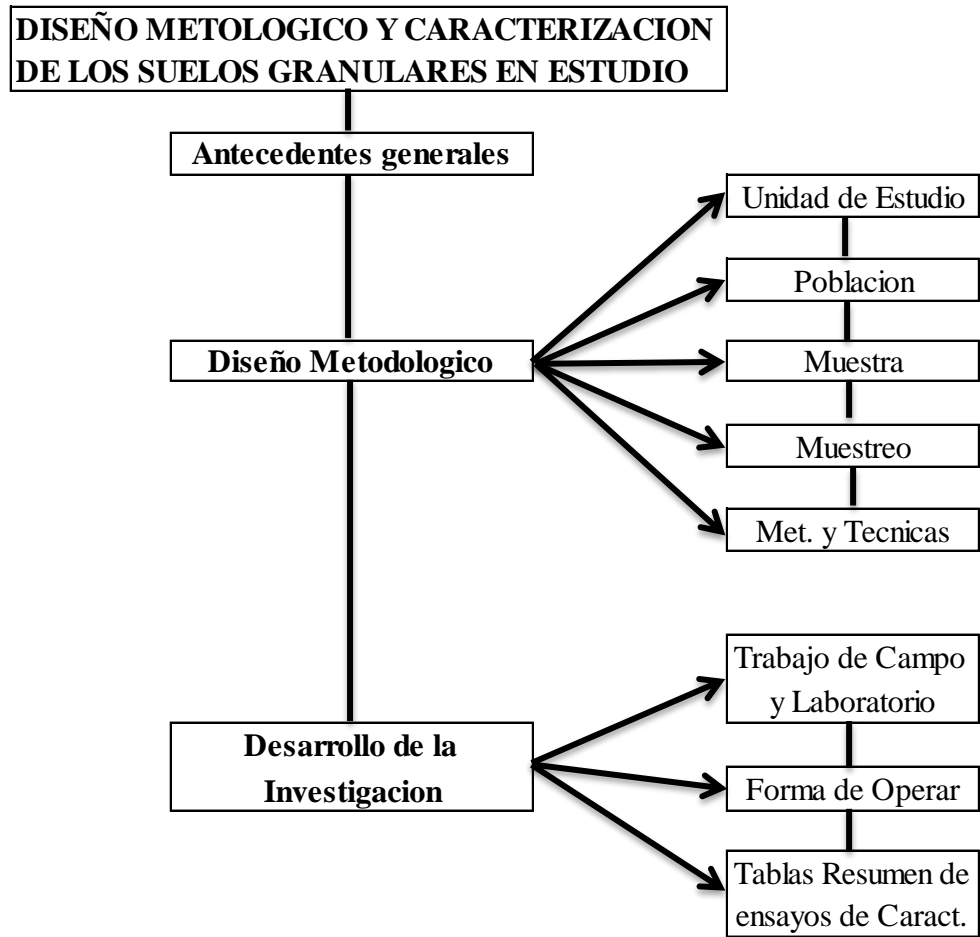 DISEÑO METOLOGICO Y CARACTERIZACION
DE LOS SUELOS GRANULARES EN ESTUDIO
Antecedentes generales
Diseño Metodologico
Unidad de Estudio
Poblacion
Muestra
Muestreo
Met. y Tecnicas
Desarrollo de la
Investigacion
Trabajo de Campo
y Laboratorio
Forma de Operar
Tablas Resumen de
ensayos de Caract.